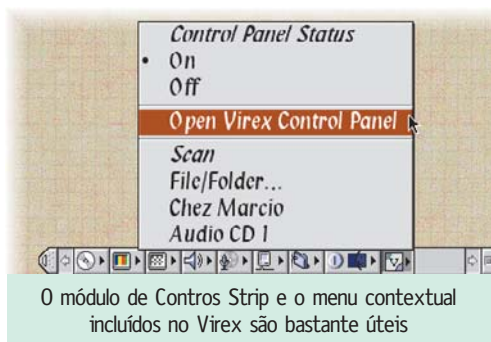 Control Panel Status
• On
Off
Open Virex Control Panel
Scan
File/Folder...
Chez Marcio
Audio CD 1
O módulo de Contros Strip e o menu contextual
incluídos no Virex são bastante úteis